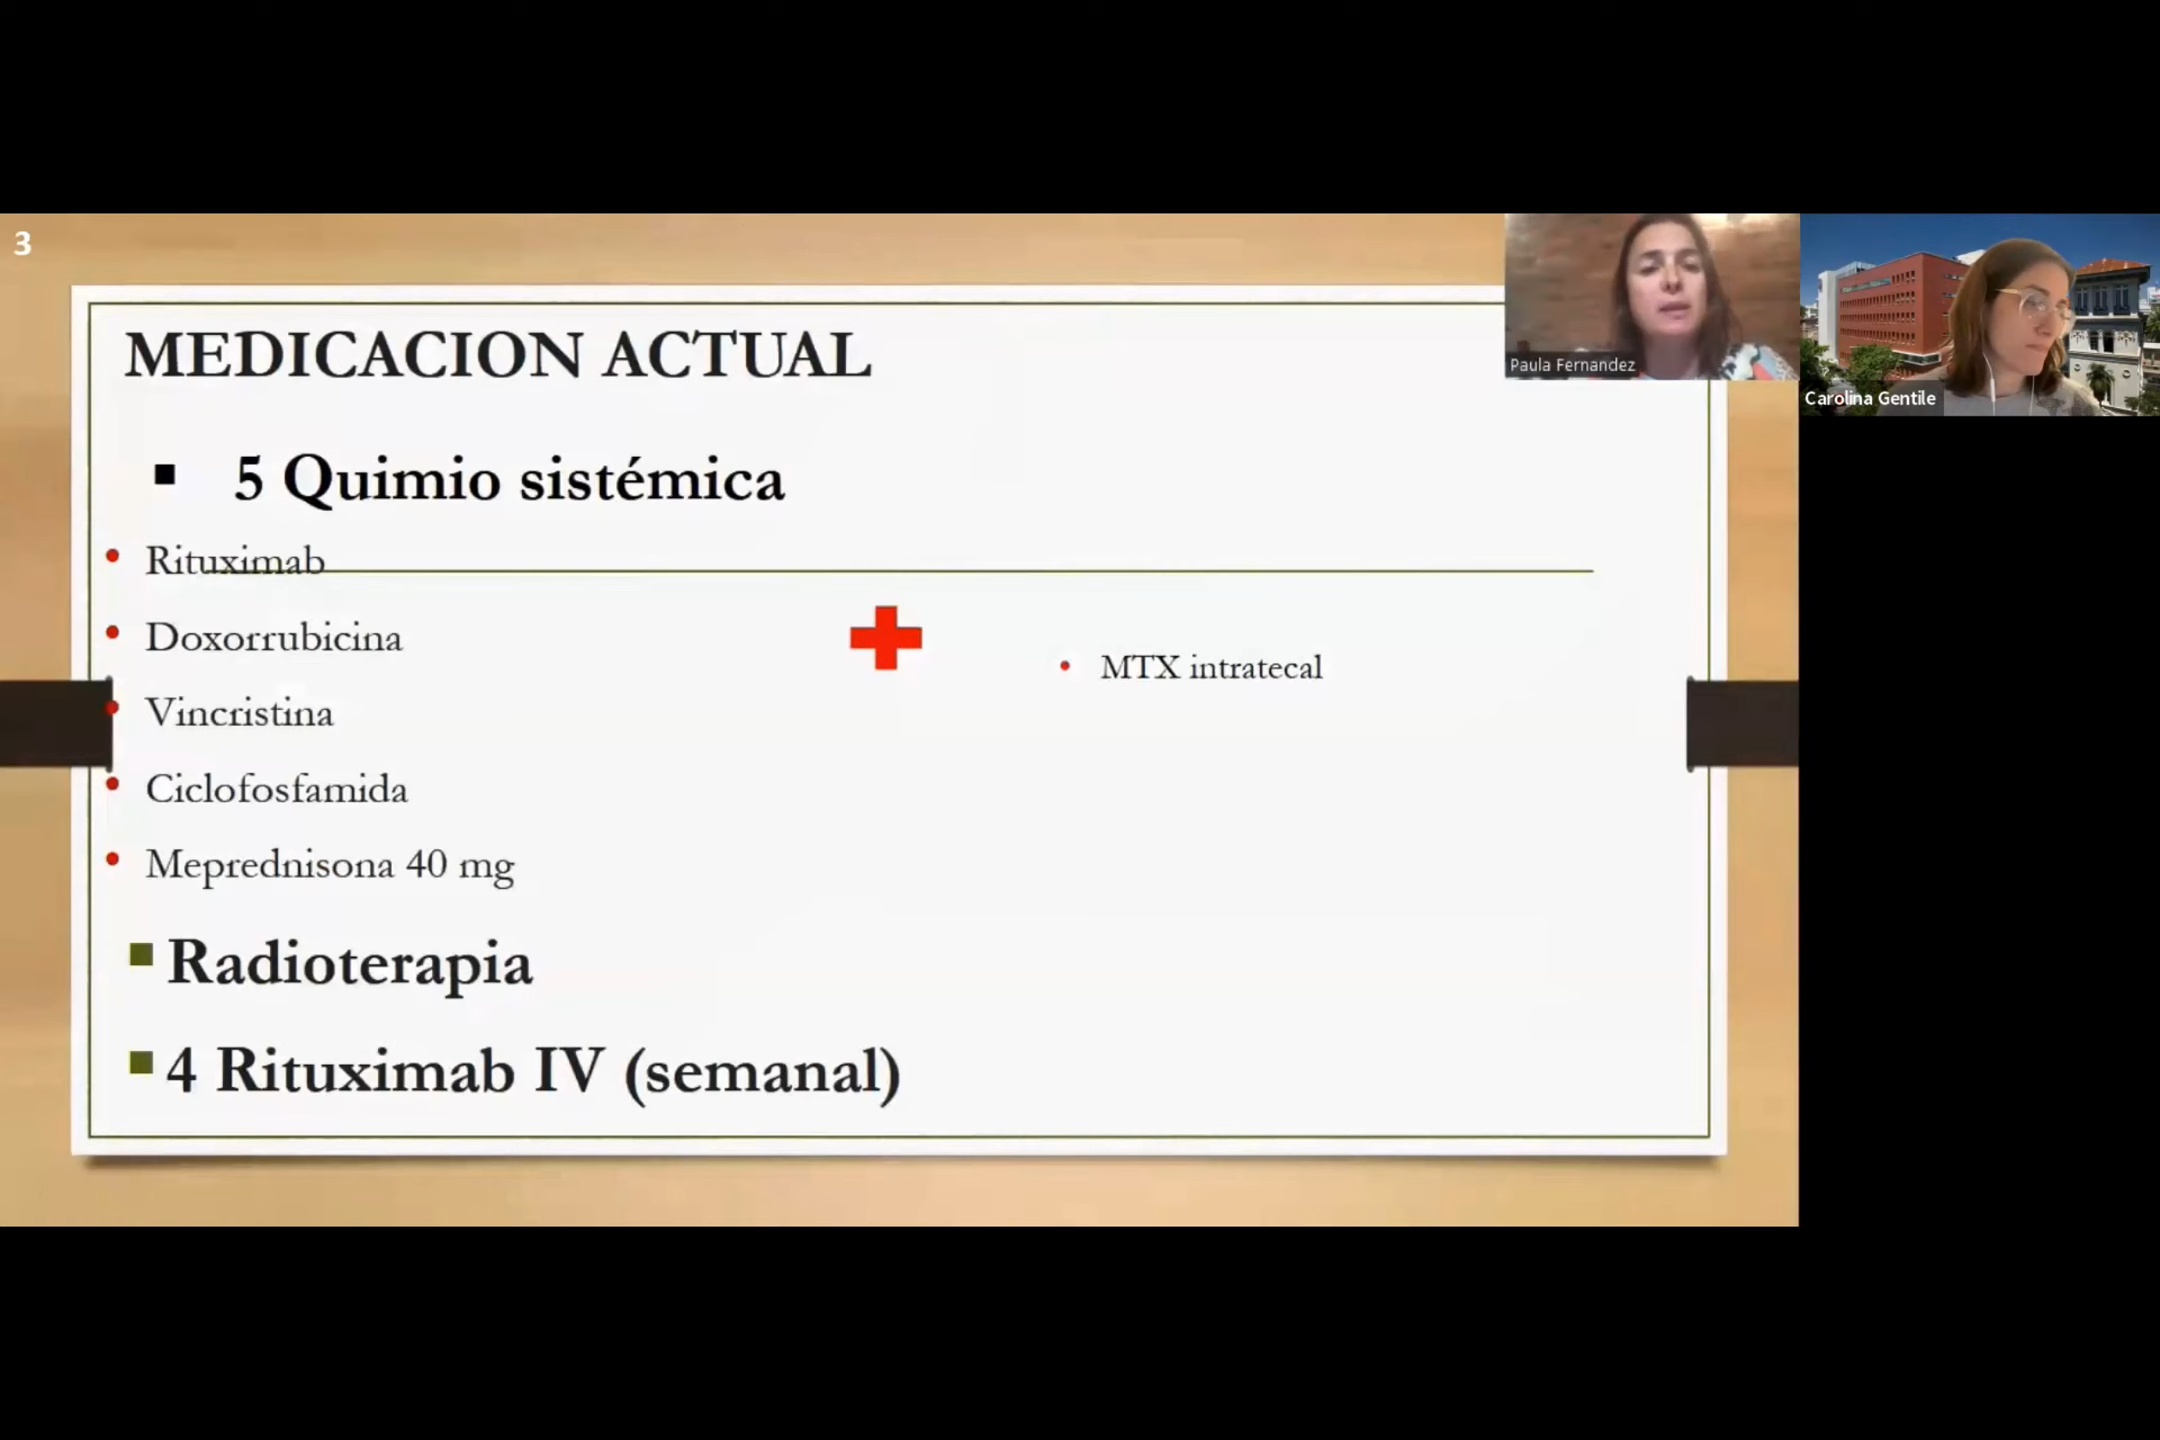 3
MEDICACION ACTUAL
5 Quimio sistémica
Rituximab
Doxorrubicina
Vincristina
Ciclofosfamida
Meprednisona 40 mg
MTX intratecal
Radioterapia
4 Rituximab IV (semanal)
Paula Fernandez
Carolina Gentile